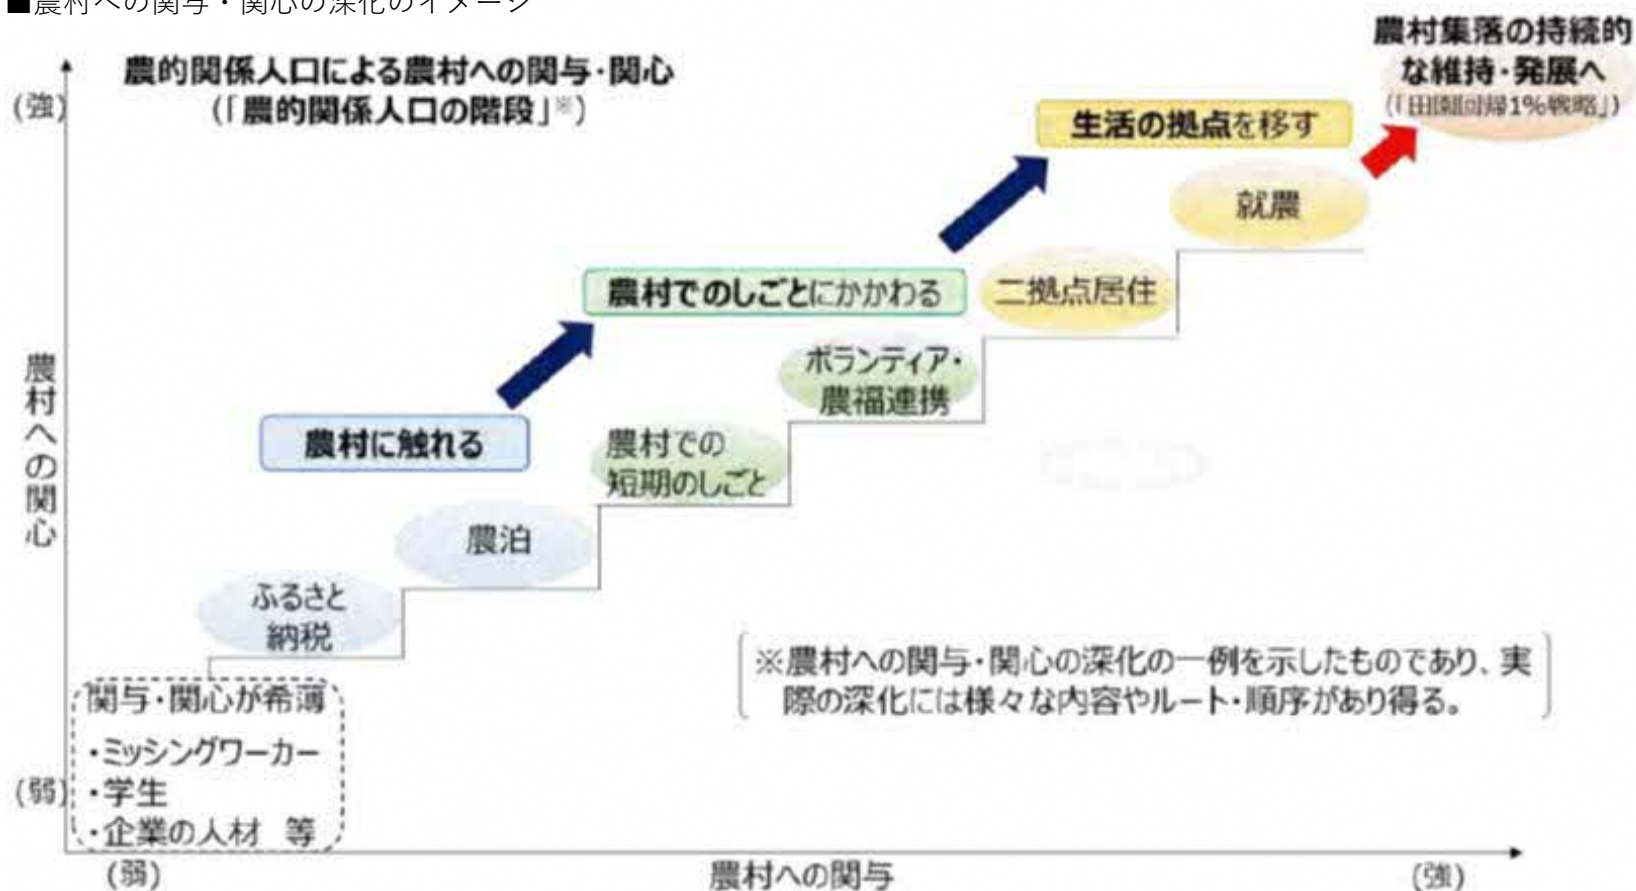 ■農村への関与・関心の深化のイメージ
農村集落の持続的
な維持・発展へ
(「田園回帰1%戦略」)
農的関係人口による農村への関与・関心
(「農的関係人口の階段」※)
(強)
生活の拠点を移す
就農
農村でのしごとにかかわる
二拠点居住
ボランティア・
農福連携
農村に触れる
農村での
短期のしごと
農泊
ふるさと
納税
農村への関心
関与・関心が希薄
・ミッシングワーカー
・学生
・企業の人材 等
※農村への関与・関心の深化の一例を示したものであり、実
際の深化には様々な内容やルート・順序があり得る。
(弱)
(弱)
農村への関与
(強)